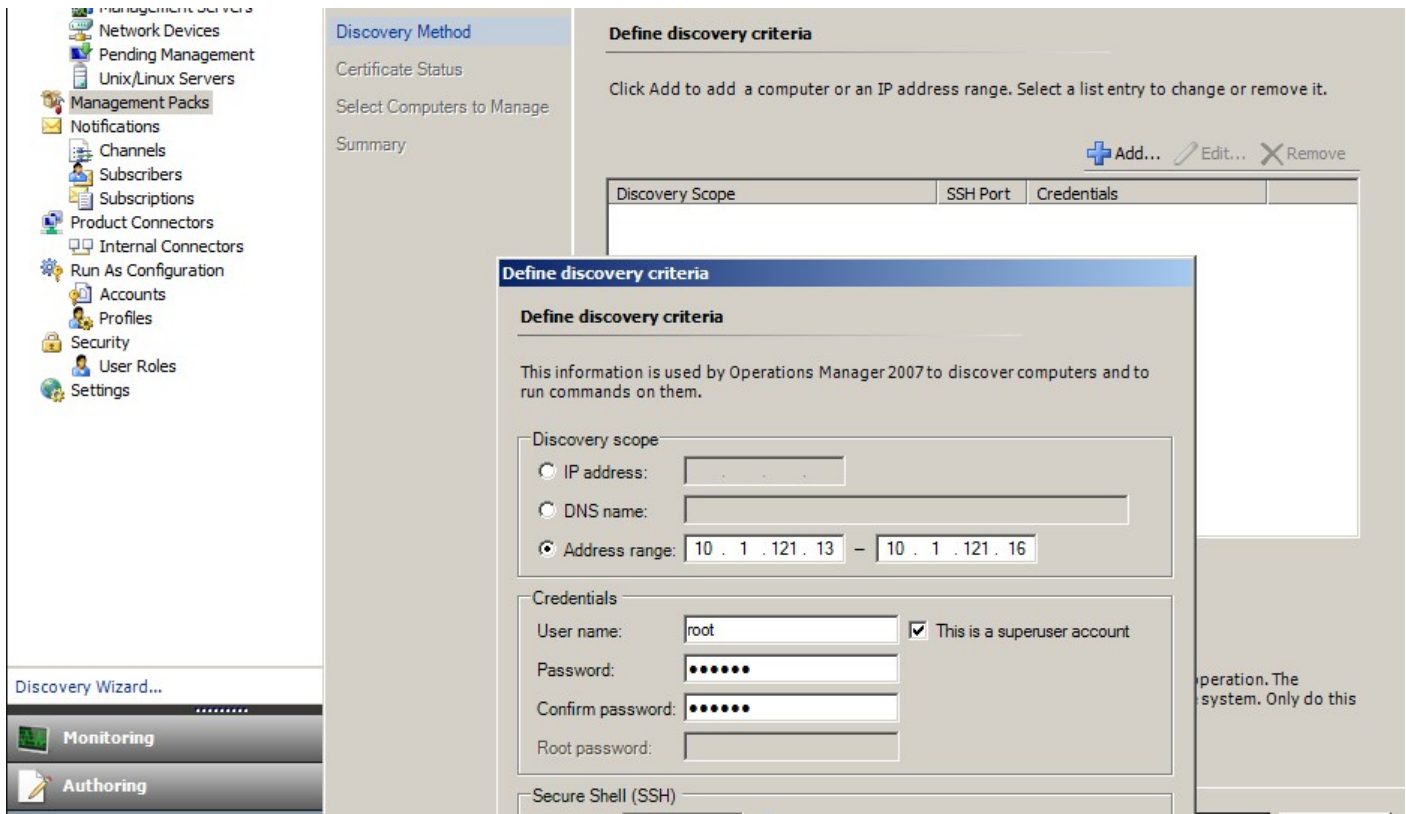 Management Servers
Network Devices
Pending Management
Unix/Linux Servers
Management Packs
Notifications
Channels
Subscribers
Subscriptions
Product Connectors
Internal Connectors
Run As Configuration
Accounts
Profiles
Security
User Roles
Settings
Discovery Wizard...
Monitoring
Authoring
Discovery Method
Certificate Status
Select Computers to Manage
Summary
Define discovery criteria
Click Add to add a computer or an IP address range. Select a list entry to change or remove it.
Add... Edit... Remove
Discovery Scope SSH Port Credentials
Define discovery criteria
Define discovery criteria
This information is used by Operations Manager 2007 to discover computers and to
run commands on them.
Discovery scope
IP address: . . .
DNS name:
Address range: 10 . 1 . 121 . 13 – 10 . 1 . 121 . 16
Credentials
User name: root This is a superuser account
Password: ••••••
Confirm password: ••••••
Root password:
Secure Shell (SSH)
operation. The
system. Only do this